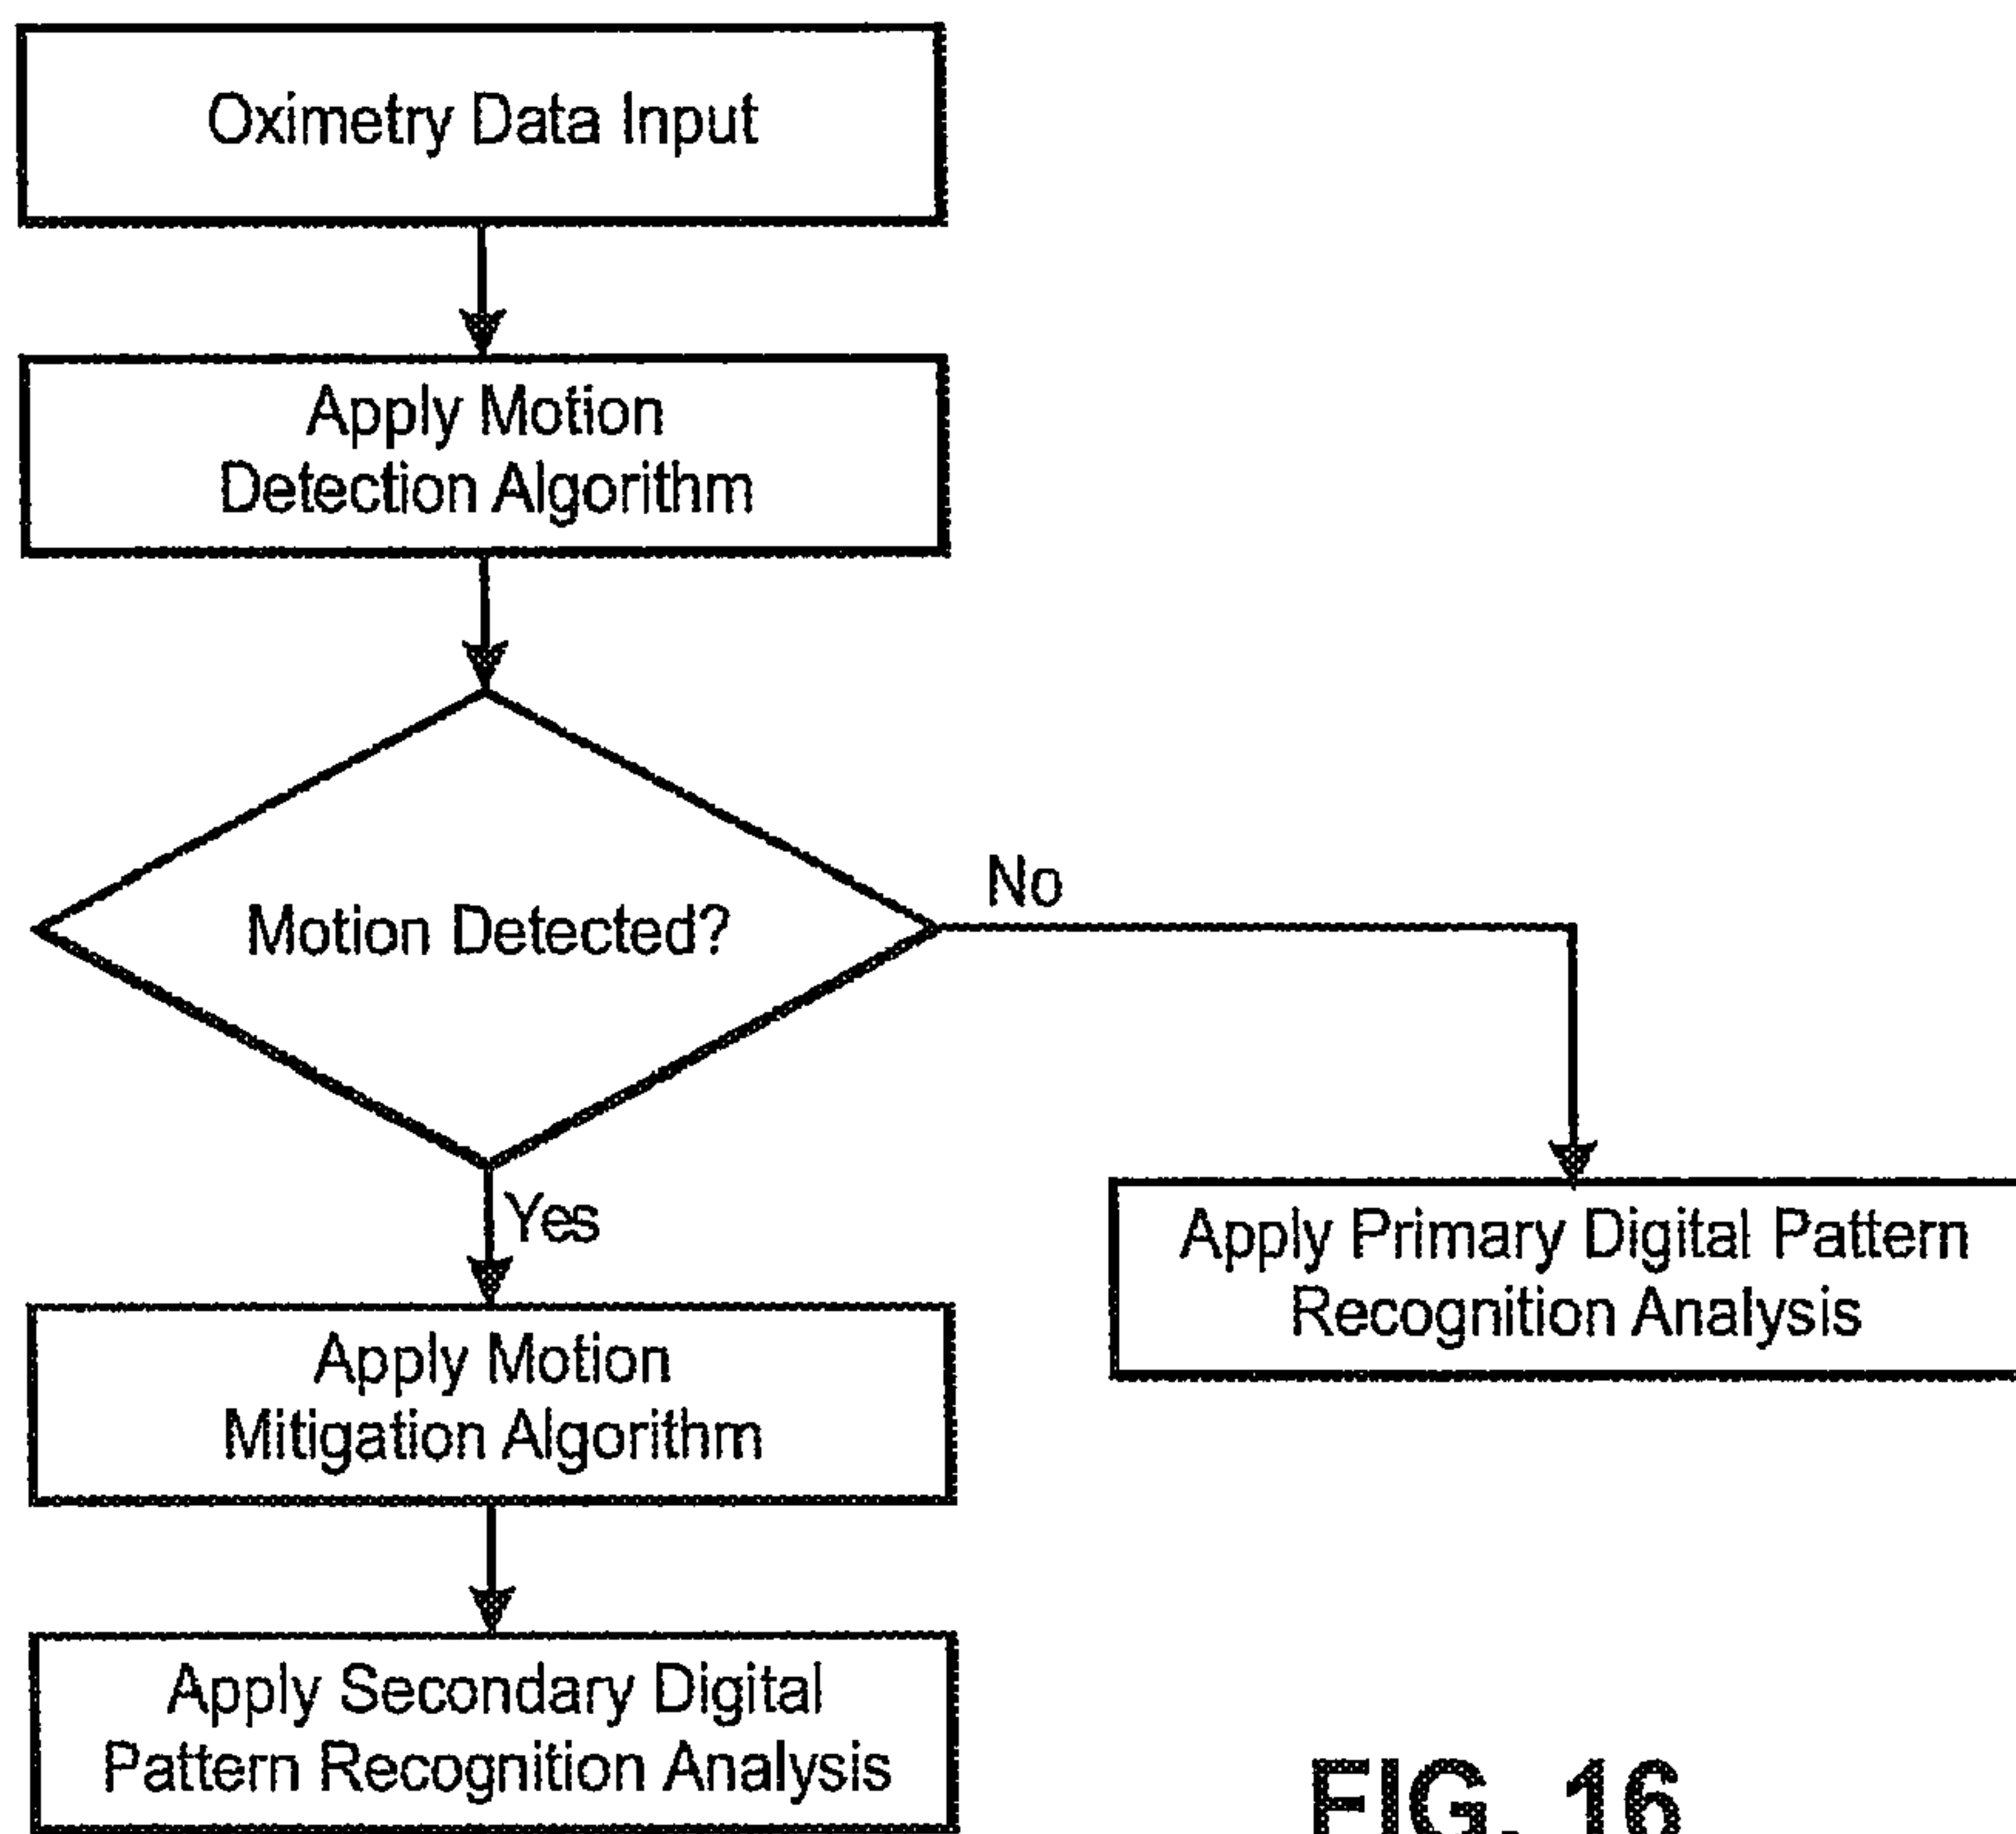 Oximetry Data Input
Apply Motion
Detection Algorithm
Motion Detected?
No
Yes
Apply Primary Digital Pattern
Recognition Analysis
Apply Motion
Mitigation Algorithm
Apply Secondary Digital
Pattern Recognition Analysis
FIG. 16